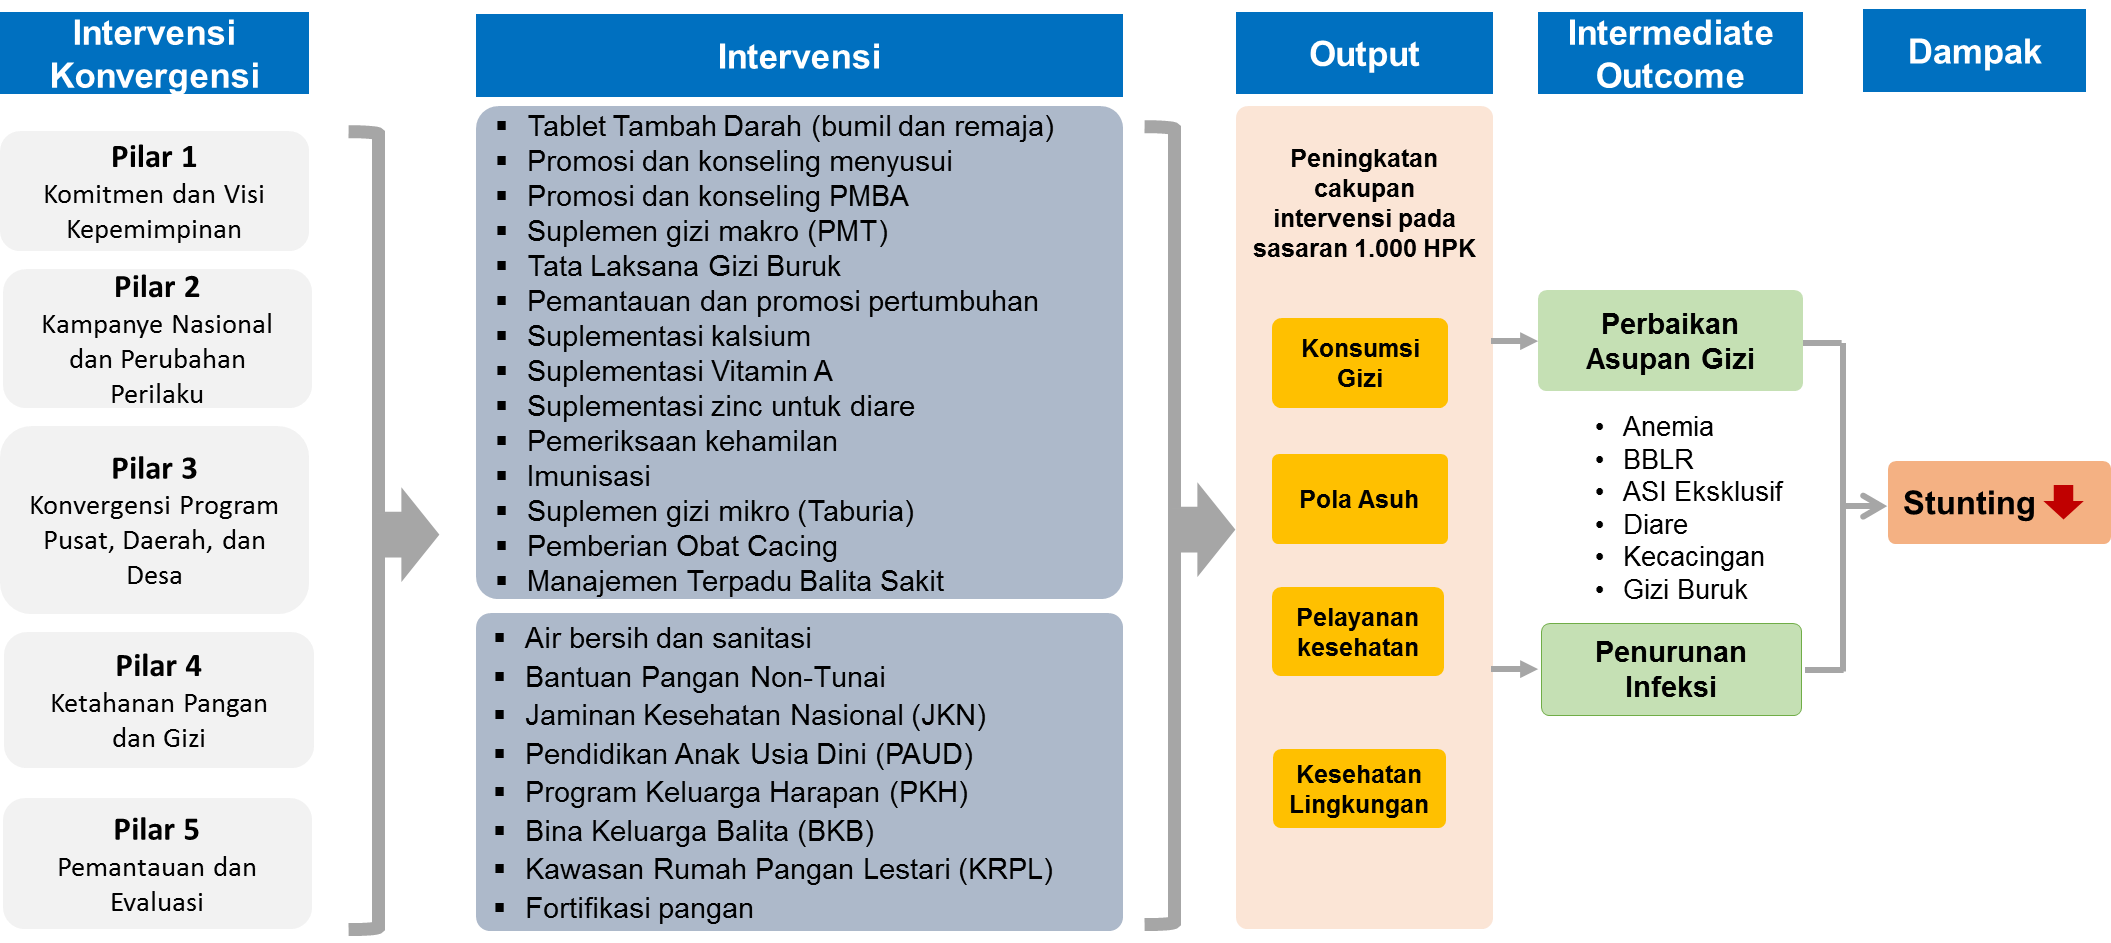 Intervensi
Konvergensi
Pilar 1
Komitmen dan Visi
Kepemimpinan
Pilar 2
Kampanye Nasional
dan Perubahan
Perilaku
Pilar 3
Konvergensi Program
Pusat, Daerah, dan
Desa
Pilar 4
Ketahanan Pangan
dan Gizi
Pilar 5
Pemantauan dan
Evaluasi
Intervensi
▪ Tablet Tambah Darah (bumil dan remaja)
▪ Promosi dan konseling menyusui
▪ Promosi dan konseling PMBA
▪ Suplemen gizi makro (PMT)
▪ Tata Laksana Gizi Buruk
▪ Pemantauan dan promosi pertumbuhan
▪ Suplementasi kalsium
▪ Suplementasi Vitamin A
▪ Suplementasi zinc untuk diare
▪ Pemeriksaan kehamilan
▪ Imunisasi
▪ Suplemen gizi mikro (Taburia)
▪ Pemberian Obat Cacing
▪ Manajemen Terpadu Balita Sakit
▪ Air bersih dan sanitasi
▪ Bantuan Pangan Non-Tunai
▪ Jaminan Kesehatan Nasional (JKN)
▪ Pendidikan Anak Usia Dini (PAUD)
▪ Program Keluarga Harapan (PKH)
▪ Bina Keluarga Balita (BKB)
▪ Kawasan Rumah Pangan Lestari (KRPL)
▪ Fortifikasi pangan
Output
Peningkatan
cakupan
intervensi pada
sasaran 1.000 HPK
Konsumsi
Gizi
Pola Asuh
Pelayanan
kesehatan
Kesehatan
Lingkungan
Intermediate
Outcome
Perbaikan
Asupan Gizi
• Anemia
• BBLR
• ASI Eksklusif
• Diare
• Kecacingan
• Gizi Buruk
Penurunan
Infeksi
Dampak
Stunting